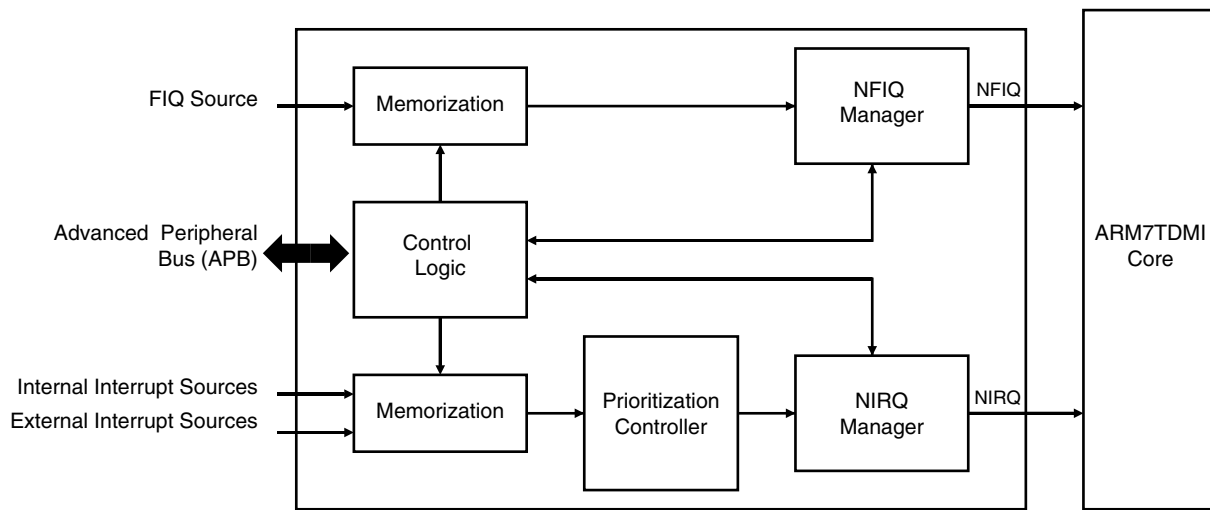 FIQ Source
Memorization
NFIQ
Manager
NFIQ
Advanced Peripheral
Bus (APB)
Control
Logic
ARM7TDMI
Core
Internal Interrupt Sources
External Interrupt Sources
Memorization
Prioritization
Controller
NIRQ
Manager
NIRQ